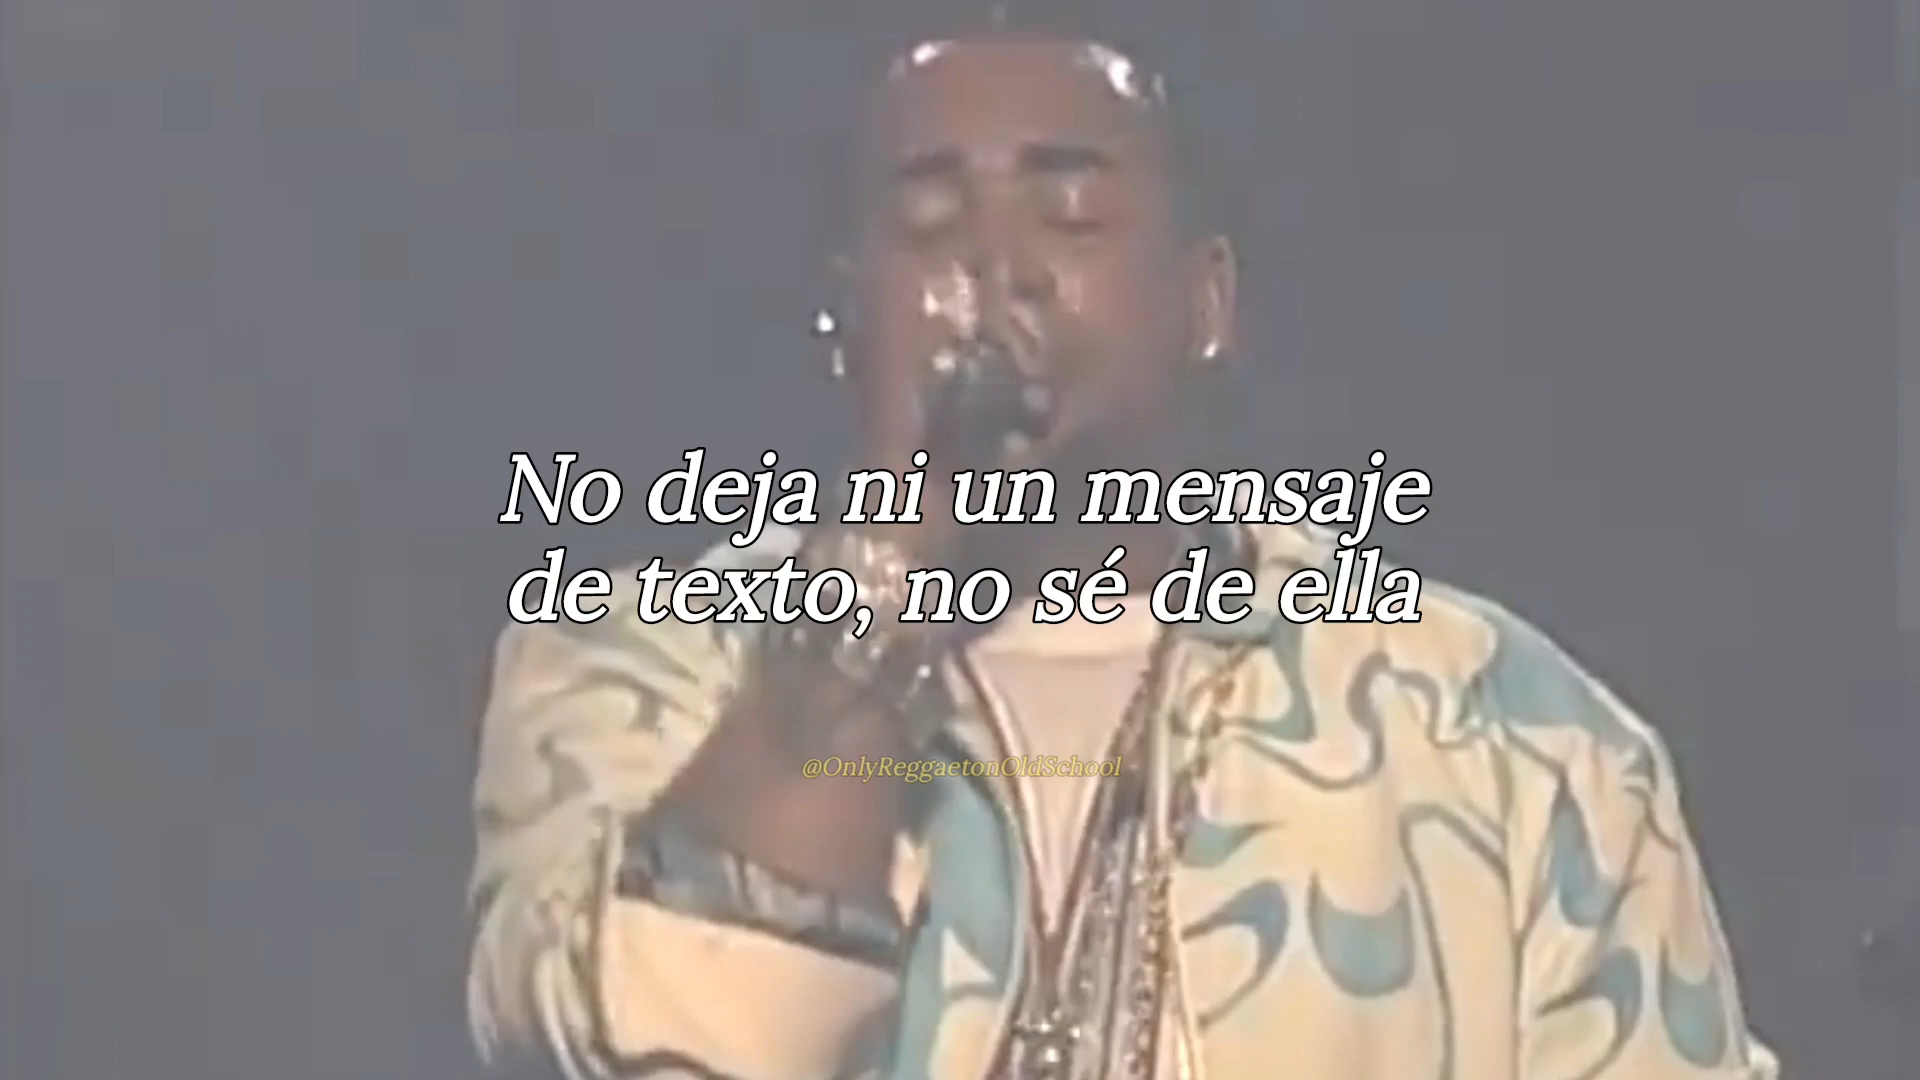 No deja ni un mensaje
de texto, no sé de ella
@OnlyReggaetonOldSchool